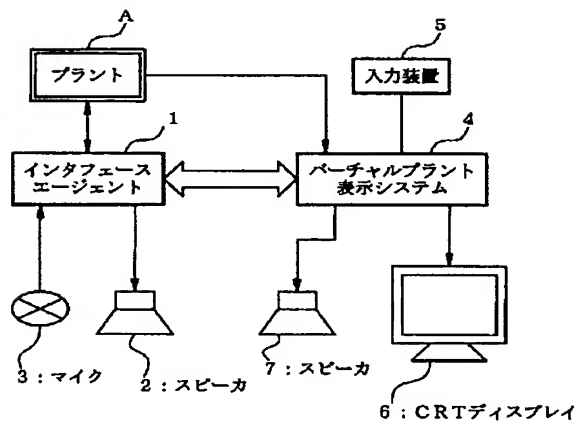 A
プラント
5
入力装置
1
4
インタフェース
エージェント
バーチャルプラント
表示システム
3:マイク
2:スピーカ
7:スピーカ
6:CRTディスプレイ